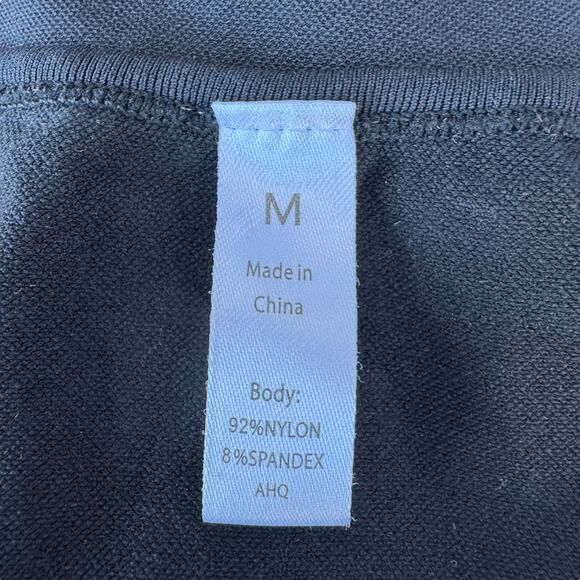 M
Made in
China
Body:
92%NYLON
8%SPANDEX
AHQ